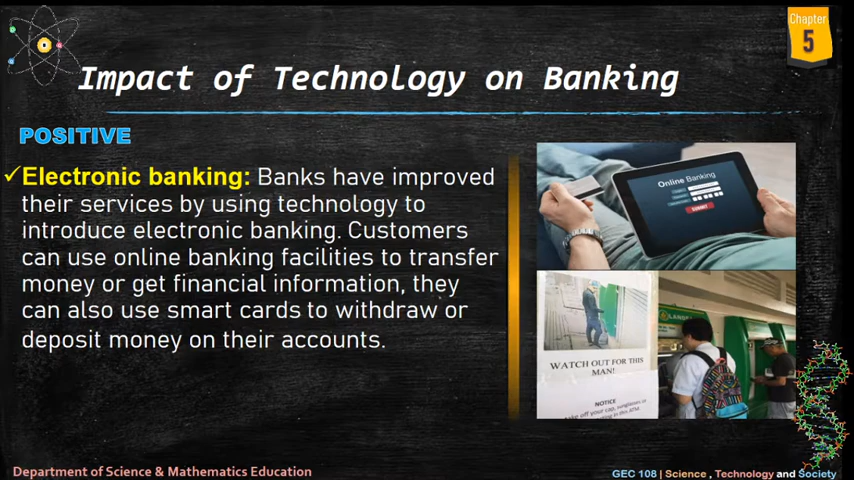 Chapter
5
Impact of Technology on Banking
POSITIVE
✓Electronic banking: Banks have improved
their services by using technology to
introduce electronic banking. Customers
can use online banking facilities to transfer
money or get financial information, they
can also use smart cards to withdraw or
deposit money on their accounts.
Online Banking
SUBMIT
WATCH OUT FOR THIS
MAN!
NOTICE
Department of Science & Mathematics Education
GEC 108 | Science , Technology and Society